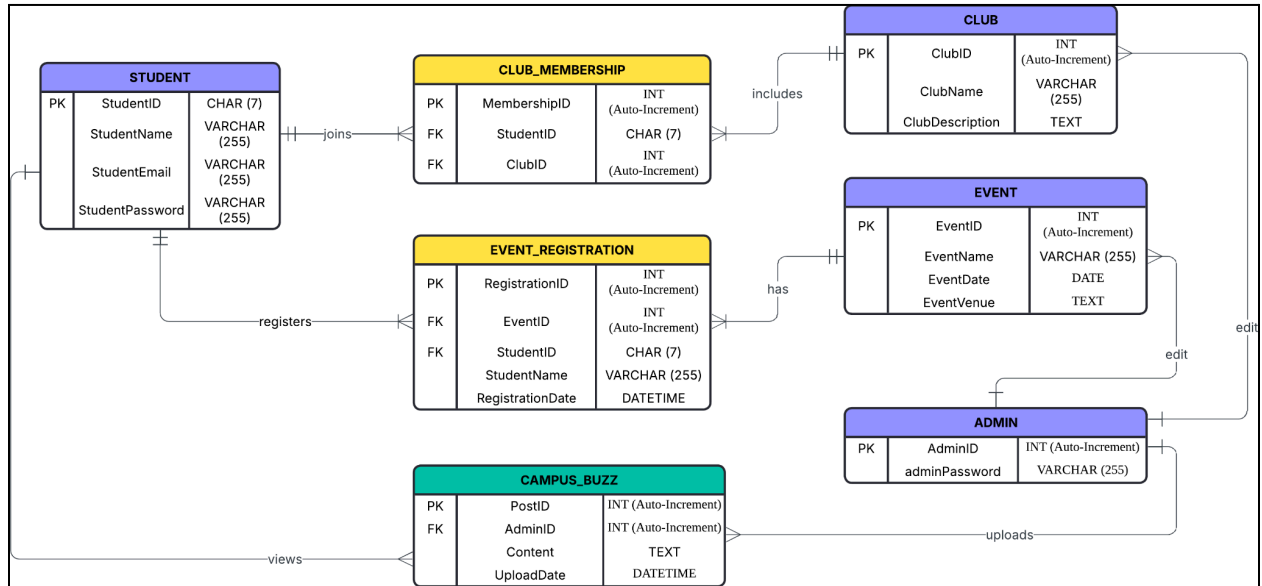 STUDENT
PK StudentID CHAR (7)
StudentName VARCHAR
(255)
StudentEmail VARCHAR
(255)
StudentPassword VARCHAR
(255)
joins
CLUB_MEMBERSHIP
PK MembershipID INT
(Auto-Increment)
FK StudentID CHAR (7)
FK ClubID INT
(Auto-Increment)
includes
CLUB
PK ClubID INT
(Auto-Increment)
ClubName VARCHAR
(255)
ClubDescription TEXT
registers
EVENT_REGISTRATION
PK RegistrationID INT
(Auto-Increment)
FK EventID INT
(Auto-Increment)
FK StudentID CHAR (7)
StudentName VARCHAR (255)
RegistrationDate DATETIME
has
EVENT
PK EventID INT
(Auto-Increment)
EventName VARCHAR (255)
EventDate DATE
EventVenue TEXT
edit
edit
ADMIN
PK AdminID INT (Auto-Increment)
adminPassword VARCHAR (255)
views
CAMPUS_BUZZ
PK PostID INT (Auto-Increment)
FK AdminID INT (Auto-Increment)
Content TEXT
UploadDate DATETIME
uploads